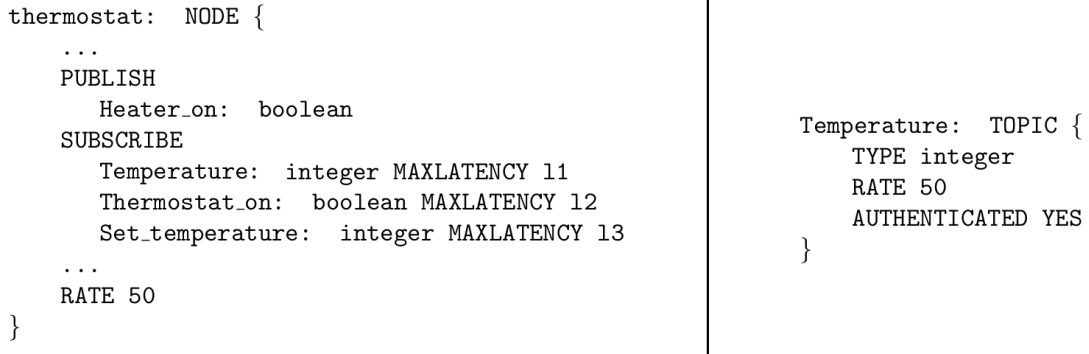 thermostat: NODE {
...
PUBLISH
Heater_on: boolean
SUBSCRIBE
Temperature: integer MAXLATENCY l1
Thermostat_on: boolean MAXLATENCY l2
Set_temperature: integer MAXLATENCY l3
...
RATE 50
}
Temperature: TOPIC {
TYPE integer
RATE 50
AUTHENTICATED YES
}